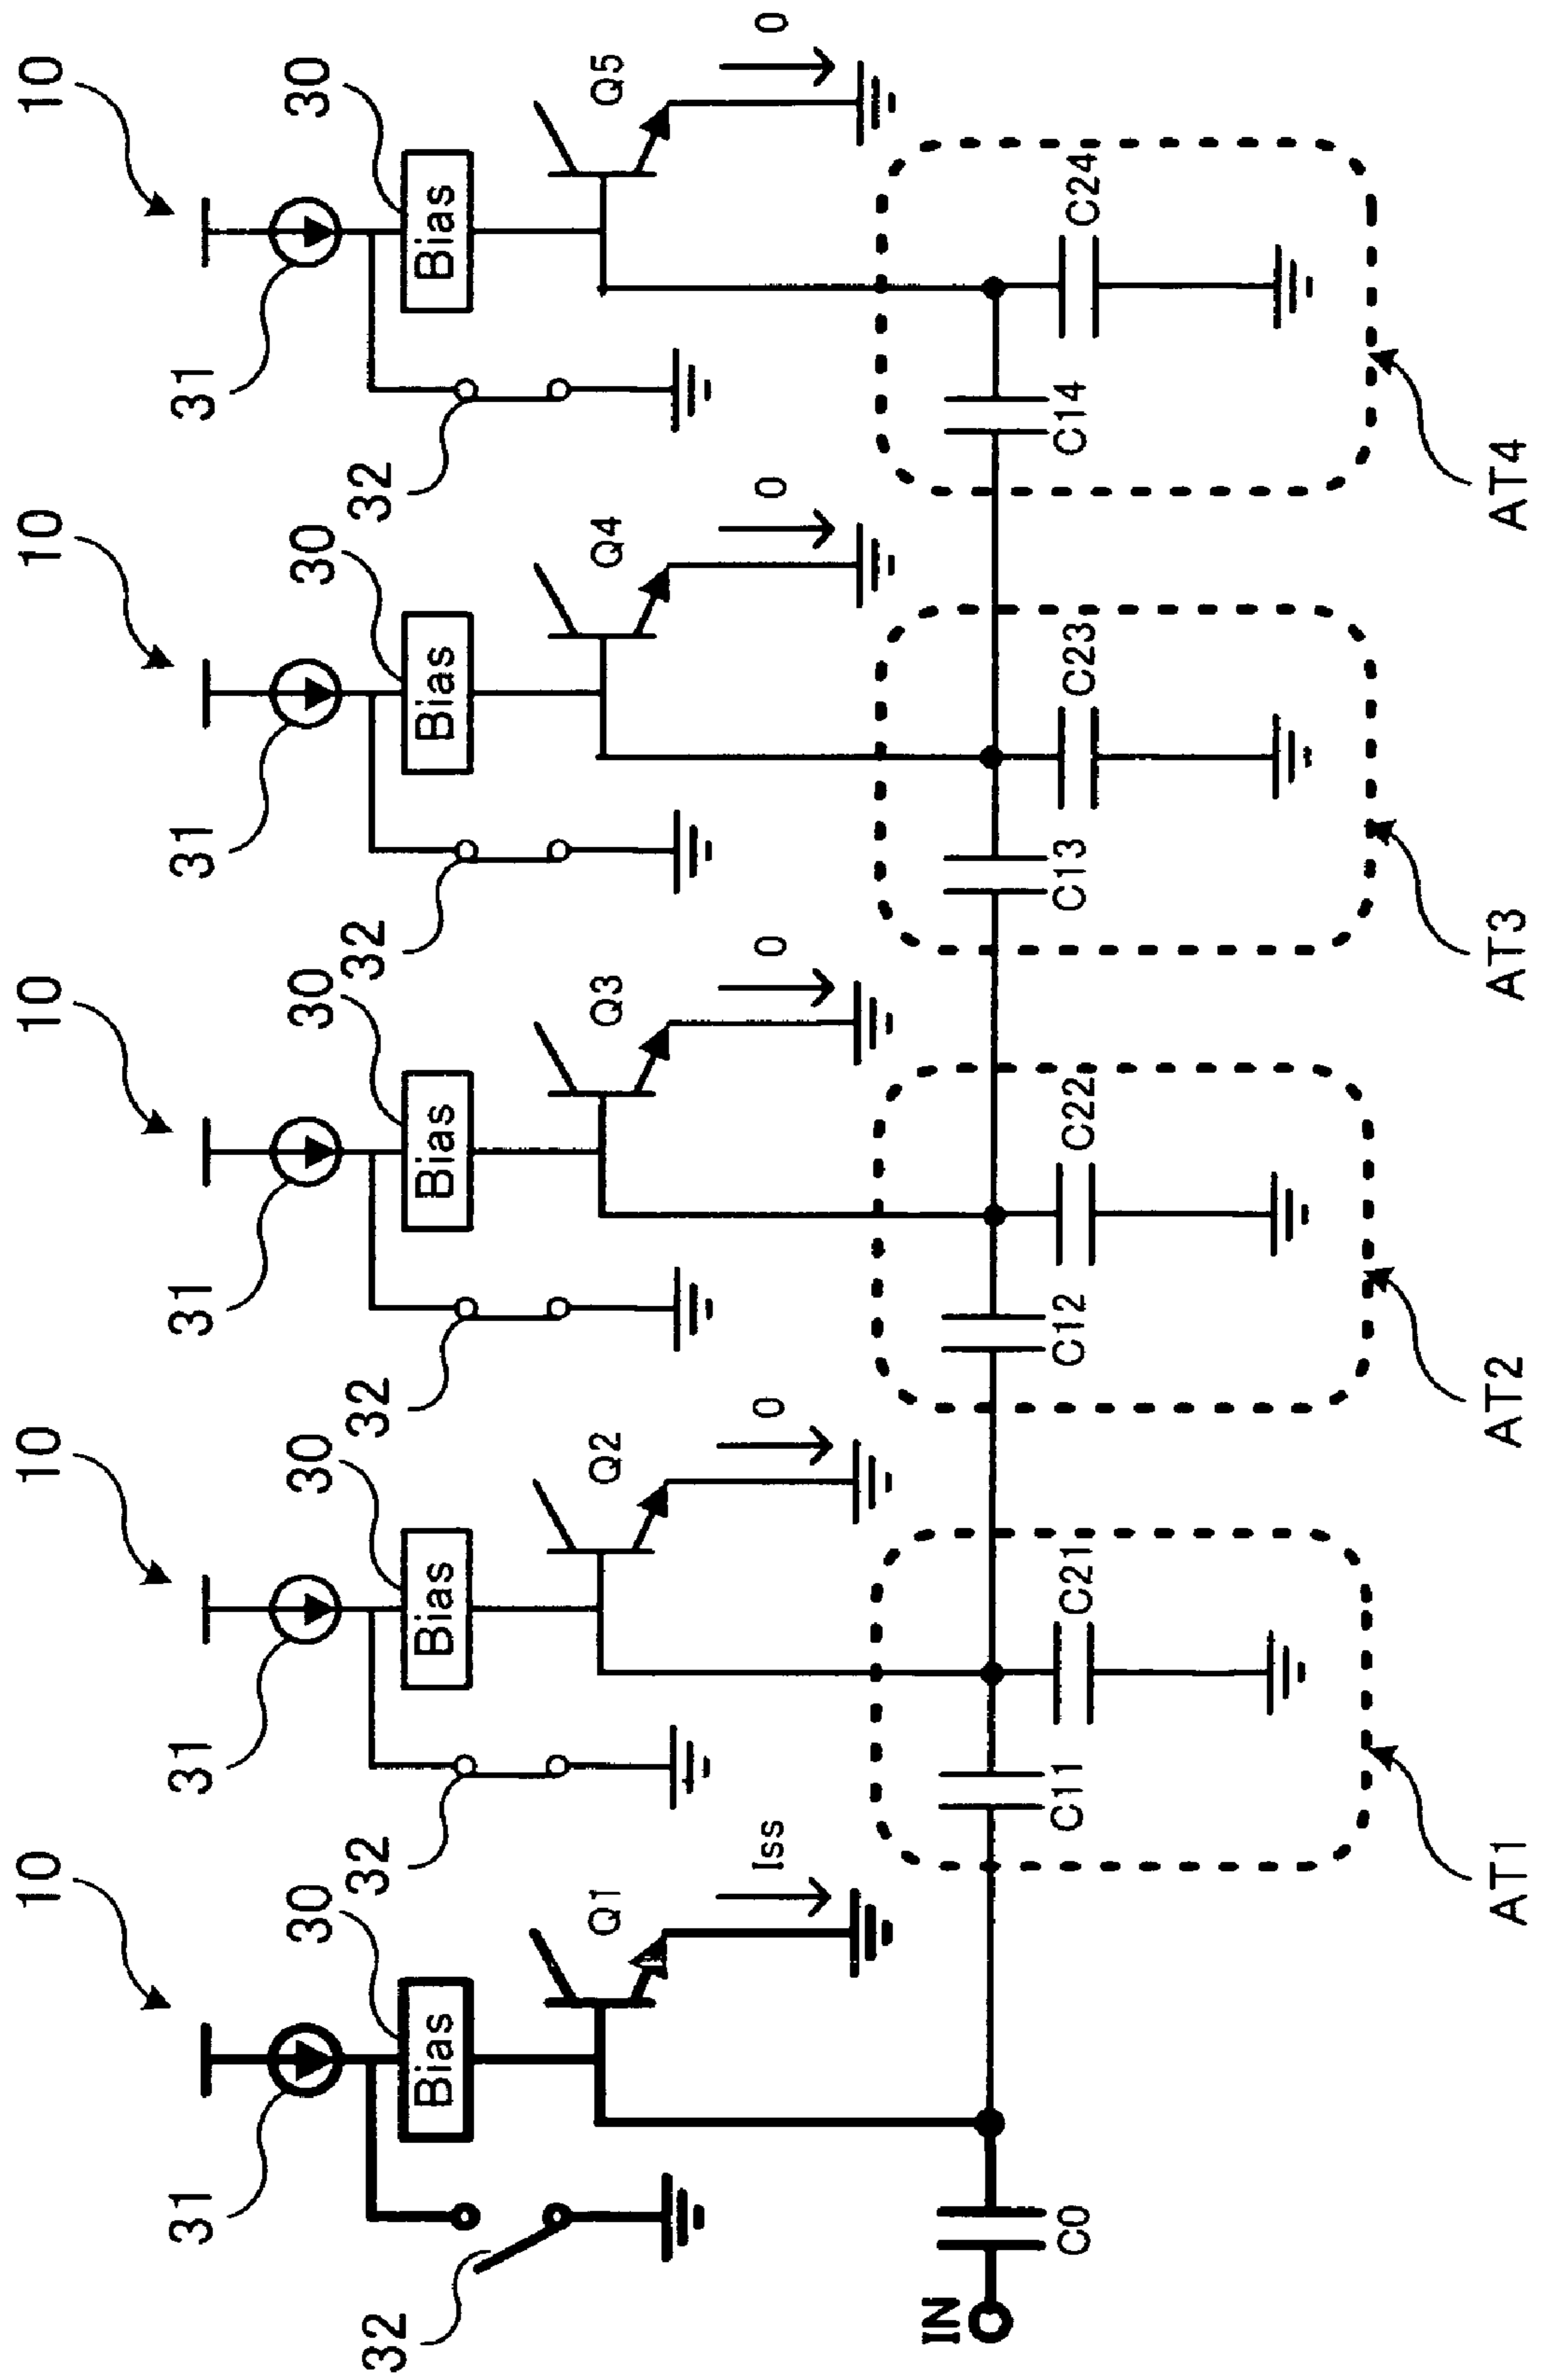 10 10 10 10 10
31 30 31 30 31 30 31 30 31 30
Bias Bias Bias Bias Bias
32 32 32 32 32
Q1 Q2 Q3 Q4 Q5
Iss 0 0 0 0
IN
C0 C11 C21 C12 C22 C13 C23 C14 C24
AT1 AT2 AT3 AT4